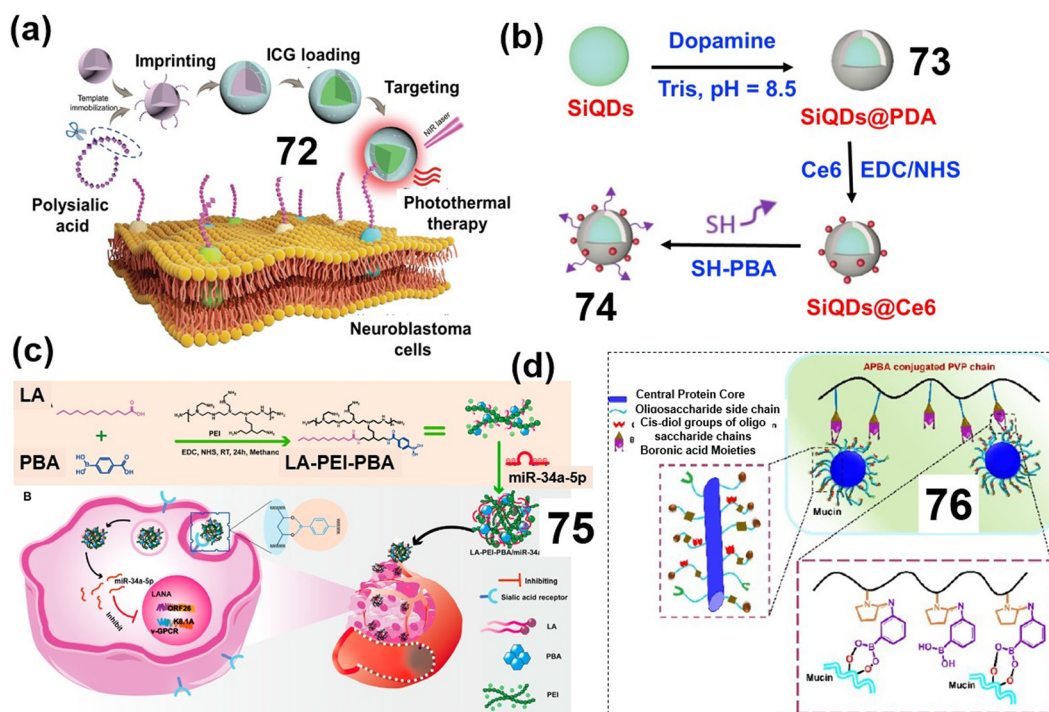 (a)
Imprinting
ICG loading
Template
immobilization
Targeting
NIR laser
72
Polysialic
acid
Photothermal
therapy
Neuroblastoma
cells
(b)
SiQDs
Dopamine
Tris, pH = 8.5
73
SiQDs@PDA
Ce6 EDC/NHS
SH
SH-PBA
74
SiQDs@Ce6
(c)
LA
+
PBA
PEI
EDC, NHS, RT, 24h, Methano
LA-PEI-PBA
=
miR-34a-5p
75
LA-PEI-PBA/miR-34a
B
miR-34a-5p
Inhibit
LANA
ORF26
K8.1A
v-GPCR
Inhibiting
Sialic acid receptor
LA
PBA
PEI
(d)
APBA conjugated PVP chain
Central Protein Core
Oligosaccharide side chain
Cis-diol groups of oligo
saccharide chains
Boronic acid Moieties
Mucin
76
N
N
N
N
N
N
B
O
O
HO
B
OH
B
O
O
Mucin
Mucin